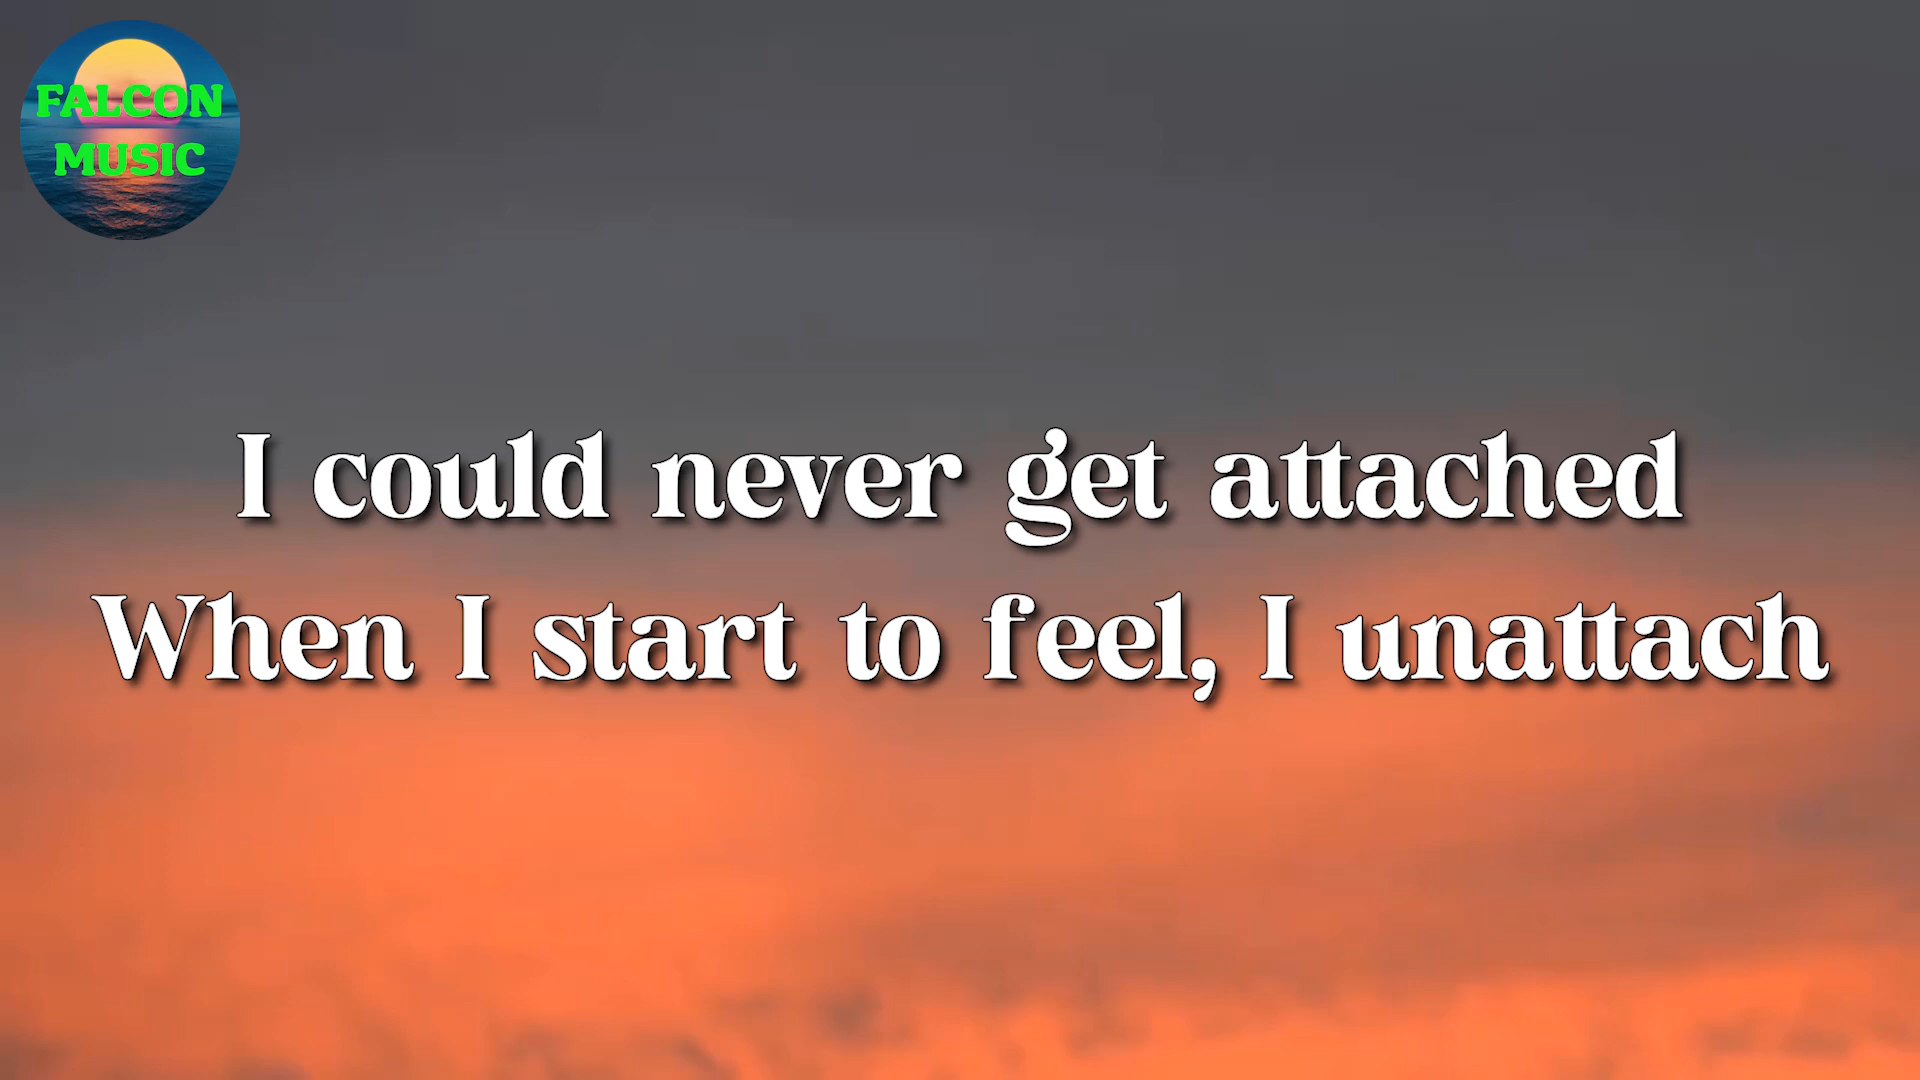 FALCON
MUSIC
I could never get attached
When I start to feel, I unattach